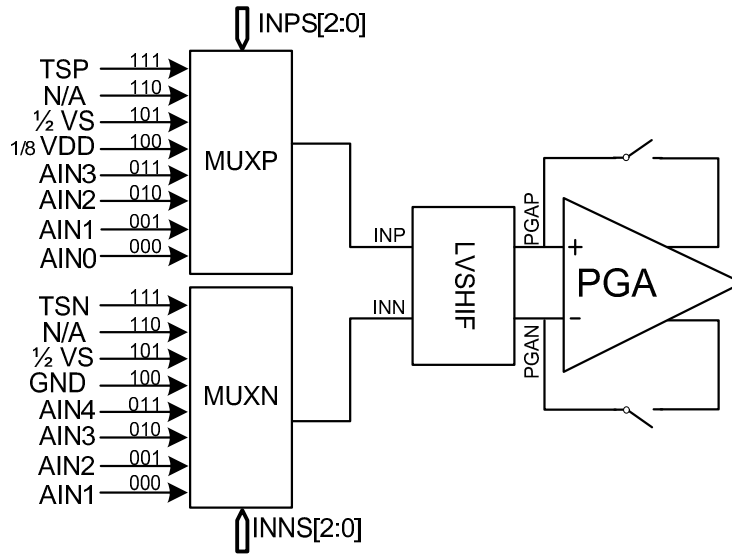 INPS[2:0]
TSP 111
N/A 110
½ VS 101
1/8 VDD 100
AIN3 011
AIN2 010
AIN1 001
AIN0 000
MUXP
INP
INN
LVSHIF
PGAP
PGAN
+
−
PGA
TSN 111
N/A 110
½ VS 101
GND 100
AIN4 011
AIN3 010
AIN2 001
AIN1 000
MUXN
INNS[2:0]